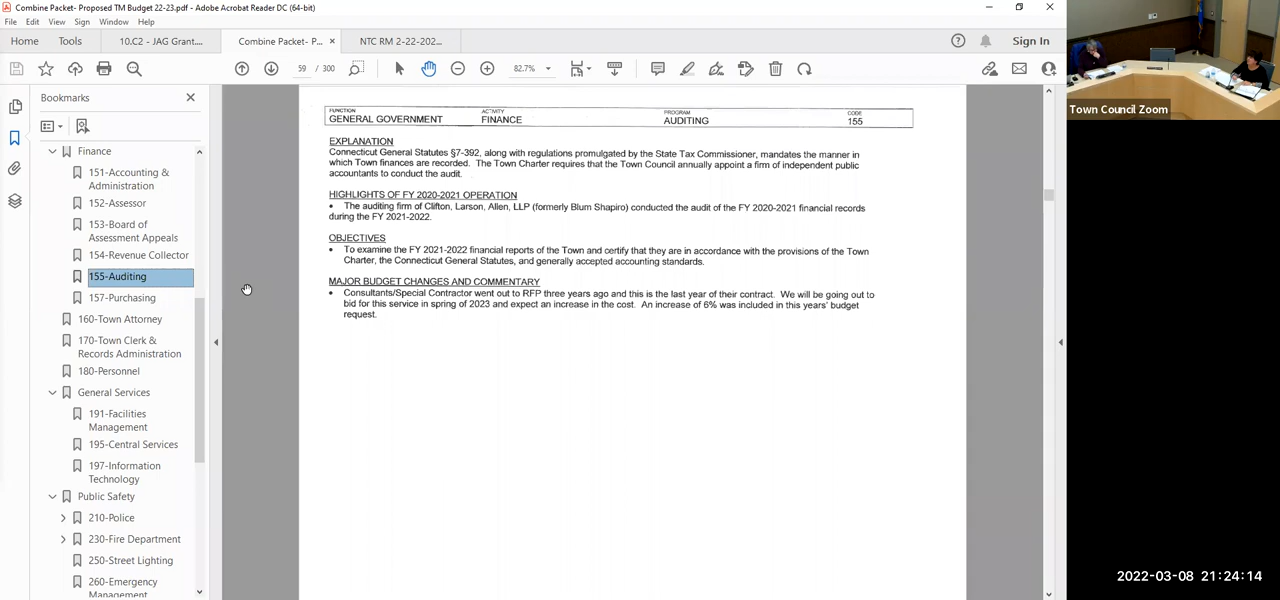 Combine Packet- Proposed TM Budget 22-23.pdf - Adobe Acrobat Reader DC (64-bit)
File Edit View Sign Window Help
Home Tools 10.C2 - JAG Grant.... Combine Packet- P... × NTC RM 2-22-202... Sign In
59 / 300 82.7%
Bookmarks
Finance
151-Accounting &
Administration
152-Assessor
153-Board of
Assessment Appeals
154-Revenue Collector
155-Auditing
157-Purchasing
160-Town Attorney
170-Town Clerk &
Records Administration
180-Personnel
General Services
191-Facilities
Management
195-Central Services
197-Information
Technology
Public Safety
210-Police
230-Fire Department
250-Street Lighting
260-Emergency
Management
FUNCTION ACTIVITY PROGRAM CODE
GENERAL GOVERNMENT FINANCE AUDITING 155
EXPLANATION
Connecticut General Statutes §7-392, along with regulations promulgated by the State Tax Commissioner, mandates the manner in
which Town finances are recorded. The Town Charter requires that the Town Council annually appoint a firm of independent public
accountants to conduct the audit.
HIGHLIGHTS OF FY 2020-2021 OPERATION
• The auditing firm of Clifton, Larson, Allen, LLP (formerly Blum Shapiro) conducted the audit of the FY 2020-2021 financial records
during the FY 2021-2022.
OBJECTIVES
• To examine the FY 2021-2022 financial reports of the Town and certify that they are in accordance with the provisions of the Town
Charter, the Connecticut General Statutes, and generally accepted accounting standards.
MAJOR BUDGET CHANGES AND COMMENTARY
• Consultants/Special Contractor went out to RFP three years ago and this is the last year of their contract. We will be going out to
bid for this service in spring of 2023 and expect an increase in the cost. An increase of 6% was included in this years' budget
request.
Town Council Zoom
2022-03-08 21:24:14